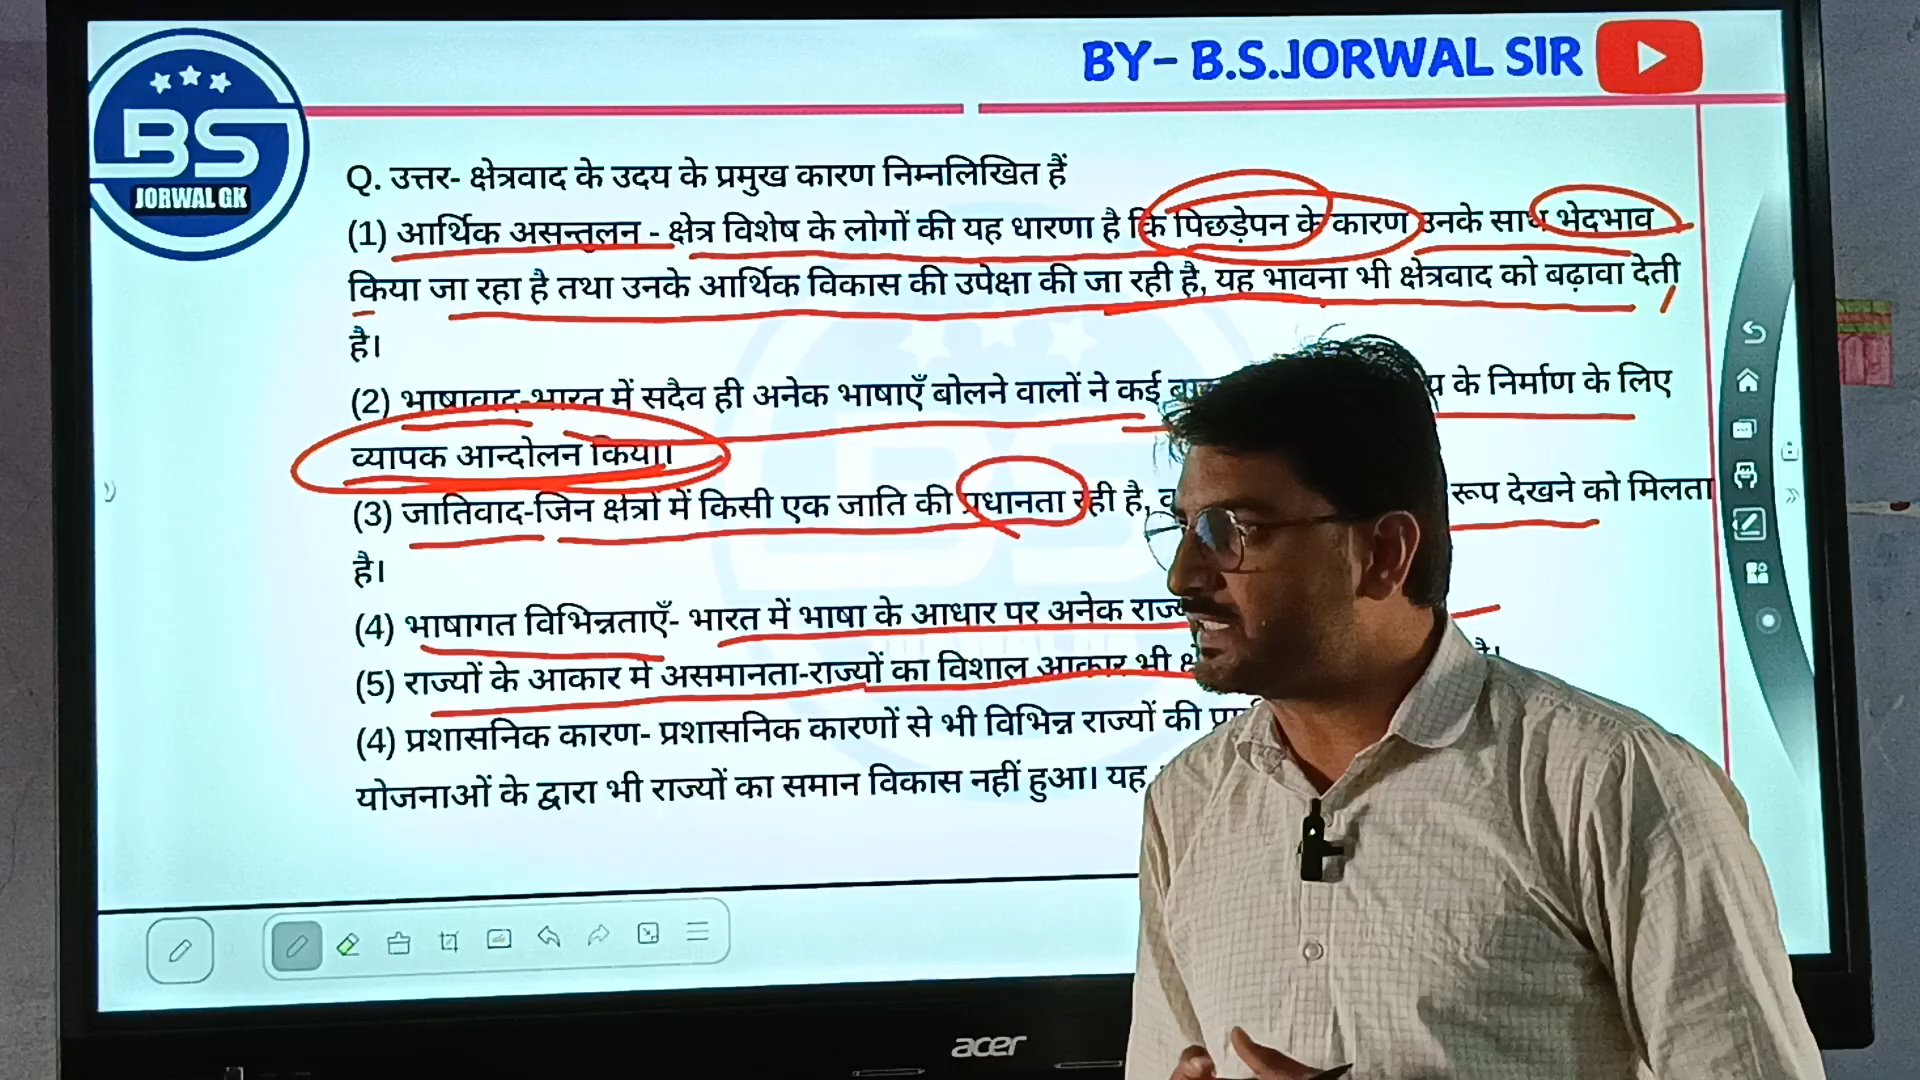 BY- B.S.JORWAL SIR
BS
JORWAL GK
Q. उत्तर- क्षेत्रवाद के उदय के प्रमुख कारण निम्नलिखित हैं
(1) आर्थिक असन्तुलन - क्षेत्र विशेष के लोगों की यह धारणा है कि पिछड़ेपन के कारण उनके साथ भेदभाव
किया जा रहा है तथा उनके आर्थिक विकास की उपेक्षा की जा रही है, यह भावना भी क्षेत्रवाद को बढ़ावा देती
है।
(2) भाषावाद-भारत में सदैव ही अनेक भाषाएँ बोलने वालों ने कई के निर्माण के लिए
व्यापक आन्दोलन किया।
(3) जातिवाद-जिन क्षेत्रों में किसी एक जाति की प्रधानता रही है, रूप देखने को मिलता
है।
(4) भाषागत विभिन्नताएँ- भारत में भाषा के आधार पर अनेक
(5) राज्यों के आकार में असमानता-राज्यों का विशाल आकार भी है।
(4) प्रशासनिक कारण- प्रशासनिक कारणों से भी विभिन्न राज्यों की
योजनाओं के द्वारा भी राज्यों का समान विकास नहीं हुआ। यह
acer